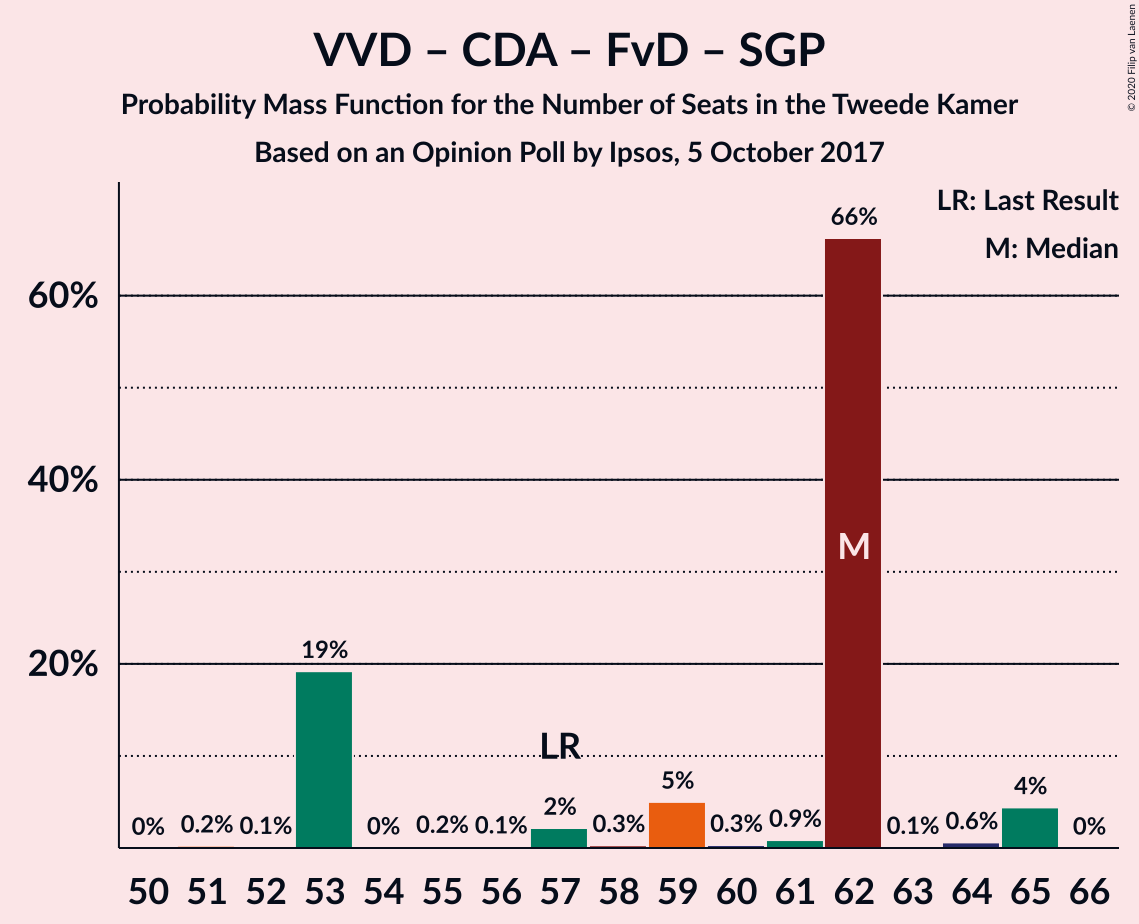 VVD – CDA – FvD – SGP
Probability Mass Function for the Number of Seats in the Tweede Kamer
Based on an Opinion Poll by Ipsos, 5 October 2017
© 2020 Filip van Laenen
LR: Last Result
M: Median
60%
40%
20%
0% 0.2% 0.1% 19% 0% 0.2% 0.1% 2% 0.3% 5% 0.3% 0.9% 66% 0.1% 0.6% 4% 0%
LR
M
50 51 52 53 54 55 56 57 58 59 60 61 62 63 64 65 66